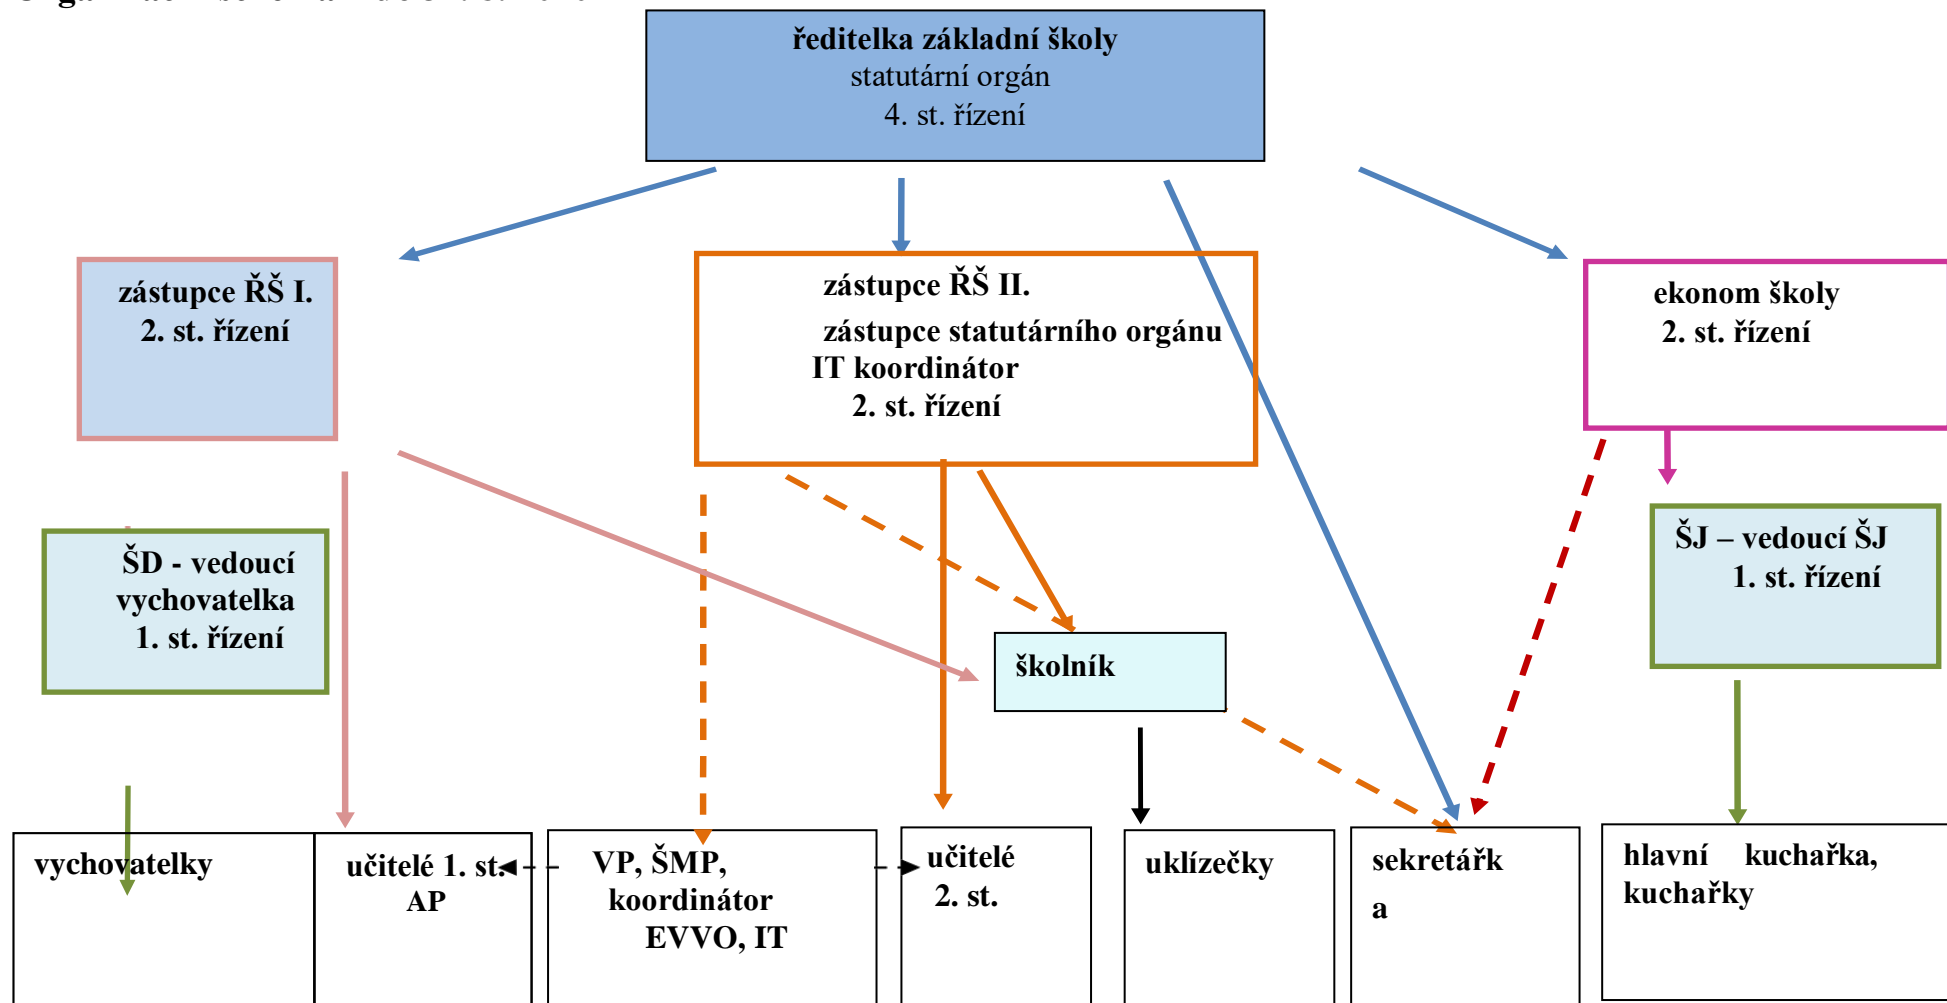 ředitelka základní školy
statutární orgán
4. st. řízení
zástupce ŘŠ I.
2. st. řízení
zástupce ŘŠ II.
zástupce statutárního orgánu
IT koordinátor
2. st. řízení
ekonom školy
2. st. řízení
ŠD - vedoucí
vychovatelka
1. st. řízení
ŠJ – vedoucí ŠJ
1. st. řízení
školník
vychovatelky
učitelé 1. st.
AP
VP, ŠMP,
koordinátor
EVVO, IT
učitelé
2. st.
uklízečky
sekretářk
a
hlavní kuchařka,
kuchařky